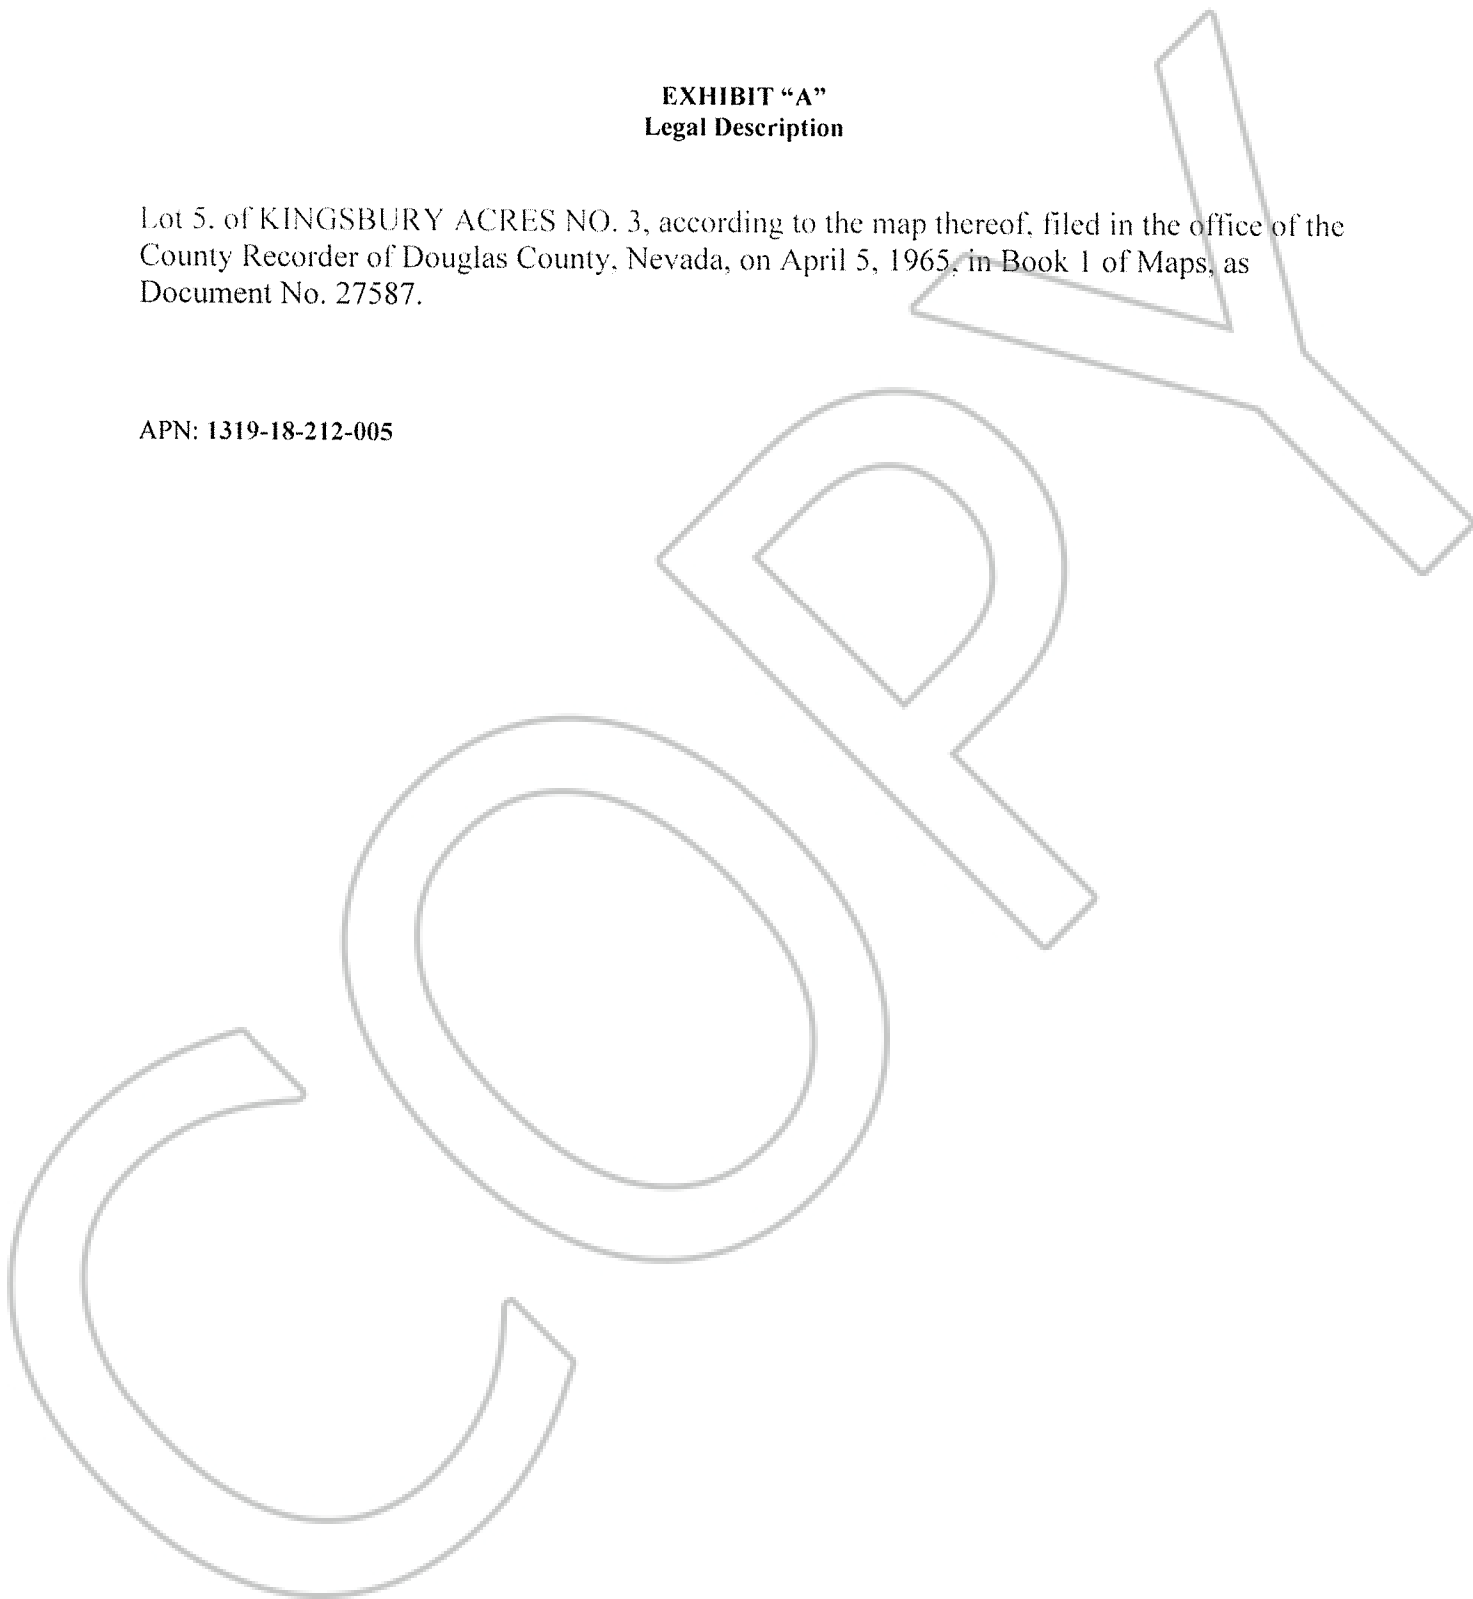 EXHIBIT “A”
Legal Description
Lot 5, of KINGSBURY ACRES NO. 3, according to the map thereof, filed in the office of the
County Recorder of Douglas County, Nevada, on April 5, 1965, in Book 1 of Maps, as
Document No. 27587.
APN: 1319-18-212-005
COPY